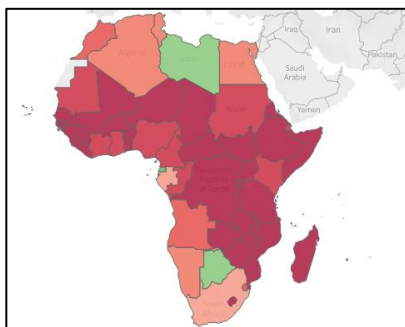 Iraq
Iran
Algeria
Libya
Egypt
Pakistan
Saudi
Arabia
Sudan
Yemen
Democratic
Republic
of Congo
South
Africa